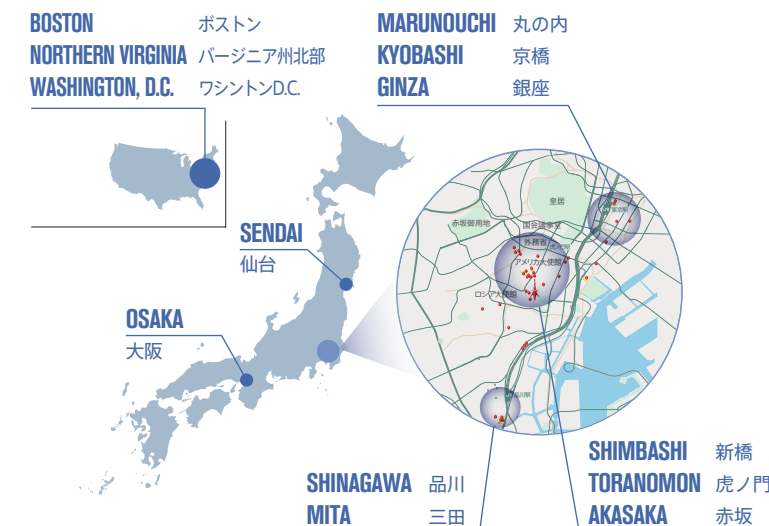 BOSTON ボストン
NORTHERN VIRGINIA バージニア州北部
WASHINGTON, D.C. ワシントンD.C.
MARUNOUCHI 丸の内
KYOBASHI 京橋
GINZA 銀座
SENDAI
仙台
OSAKA
大阪
皇居
東京駅
赤坂御用地
国会議事堂
外務省
アメリカ大使館
ロシア大使館
SHINAGAWA 品川
MITA 三田
SHIMBASHI 新橋
TORANOMON 虎ノ門
AKASAKA 赤坂